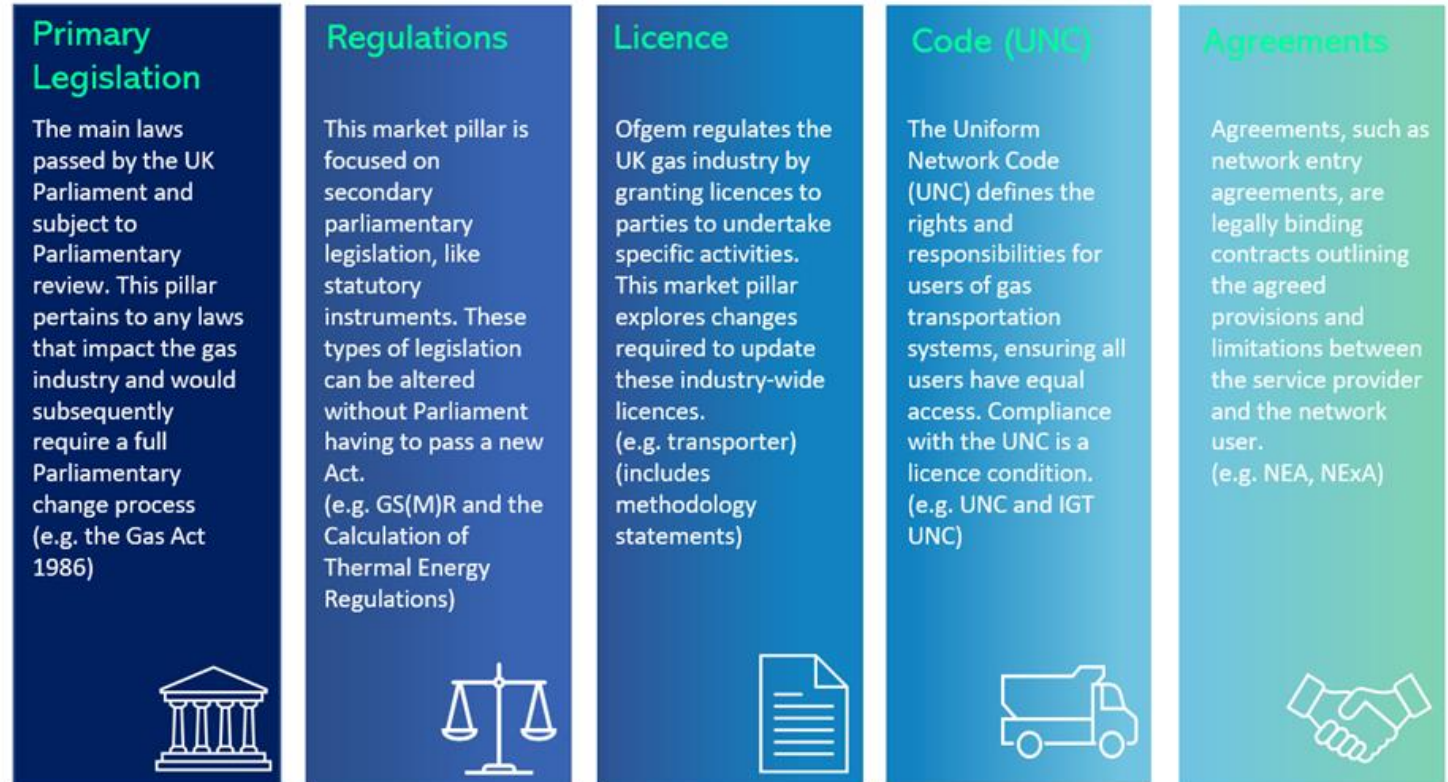 Primary
Legislation
The main laws
passed by the UK
Parliament and
subject to
Parliamentary
review. This pillar
pertains to any laws
that impact the gas
industry and would
subsequently
require a full
Parliamentary
change process
(e.g. the Gas Act
1986)
Regulations
This market pillar is
focused on
secondary
parliamentary
legislation, like
statutory
instruments. These
types of legislation
can be altered
without Parliament
having to pass a new
Act.
(e.g. GS(M)R and the
Calculation of
Thermal Energy
Regulations)
Licence
Ofgem regulates the
UK gas industry by
granting licences to
parties to undertake
specific activities.
This market pillar
explores changes
required to update
these industry-wide
licences.
(e.g. transporter)
(includes
methodology
statements)
Code (UNC)
The Uniform
Network Code
(UNC) defines the
rights and
responsibilities for
users of gas
transportation
systems, ensuring all
users have equal
access. Compliance
with the UNC is a
licence condition.
(e.g. UNC and IGT
UNC)
Agreements
Agreements, such as
network entry
agreements, are
legally binding
contracts outlining
the agreed
provisions and
limitations between
the service provider
and the network
user.
(e.g. NEA, NExA)